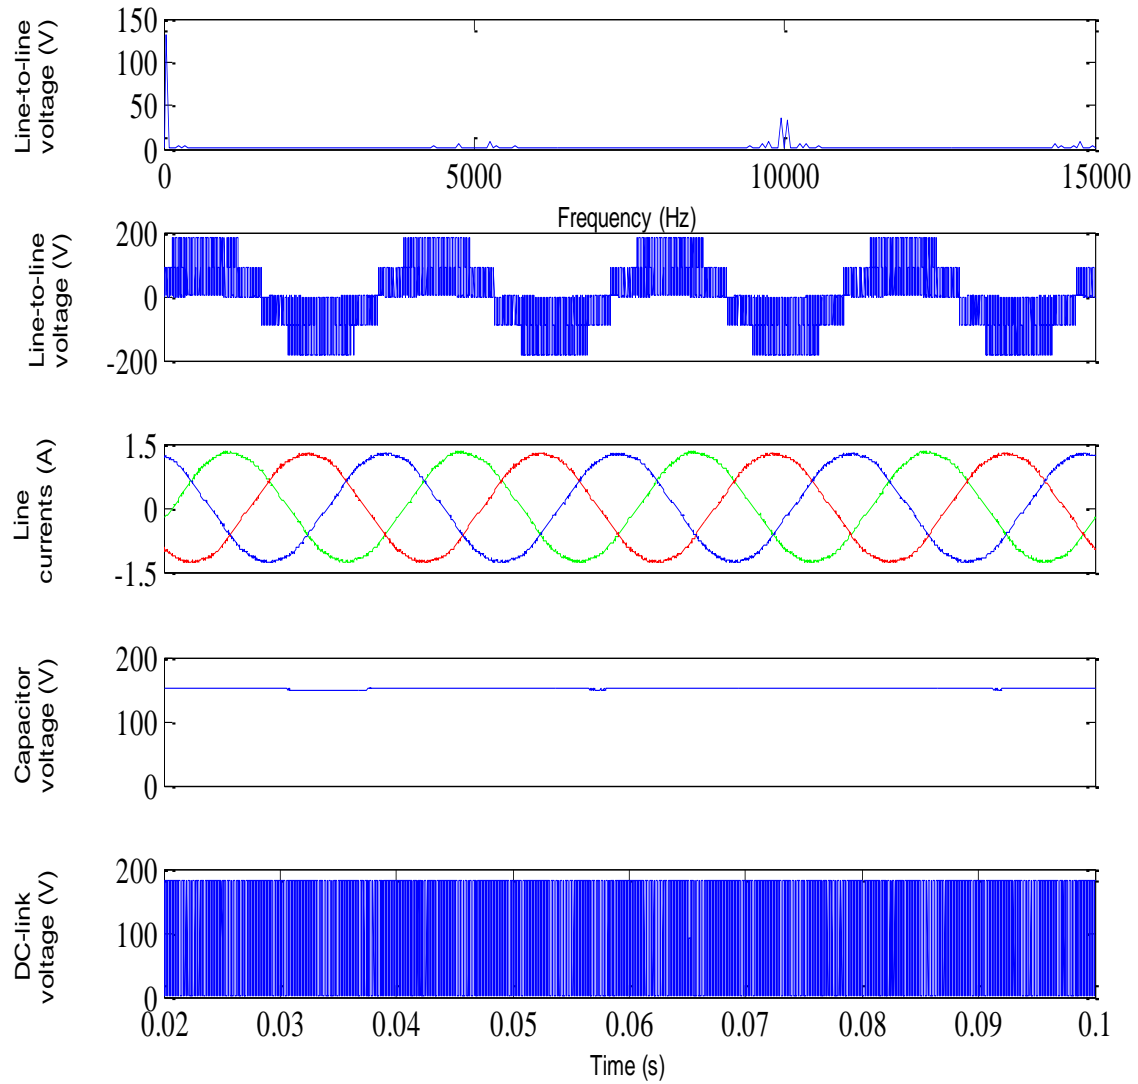 Line-to-line
voltage (V)
150
100
50
0
0
5000
10000
15000
Frequency (Hz)
Line-to-line
voltage (V)
200
0
-200
Line
currents (A)
1.5
0
-1.5
Capacitor
voltage (V)
200
100
0
DC-link
voltage (V)
200
100
0
0.02
0.03
0.04
0.05
0.06
0.07
0.08
0.09
0.1
Time (s)